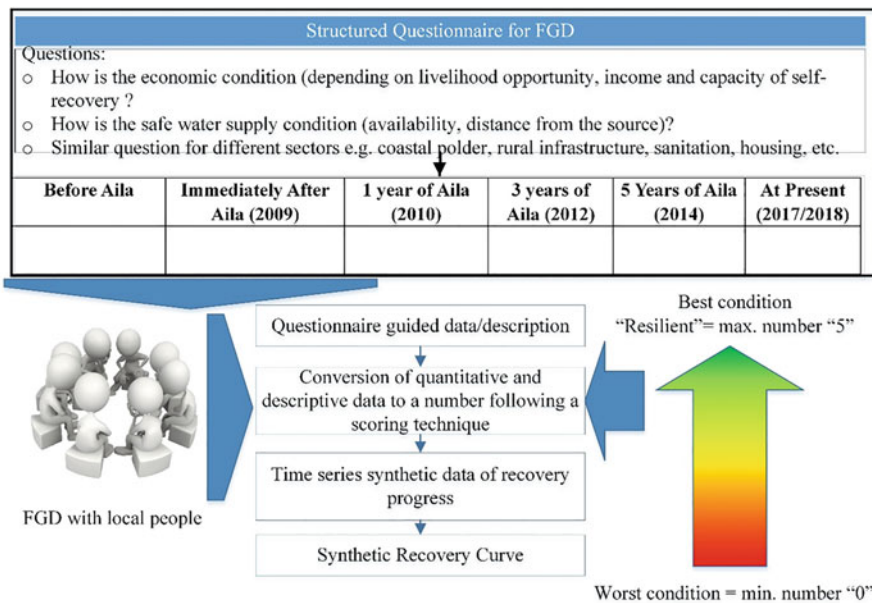 Structured Questionnaire for FGD
Questions:
o How is the economic condition (depending on livelihood opportunity, income and capacity of self-
recovery ?
o How is the safe water supply condition (availability, distance from the source)?
o Similar question for different sectors e.g. coastal polder, rural infrastructure, sanitation, housing, etc.
Before Aila
Immediately After
Aila (2009)
1 year of Aila
(2010)
3 years of
Aila (2012)
5 Years of Aila
(2014)
At Present
(2017/2018)
Questionnaire guided data/description
Conversion of quantitative and
descriptive data to a number following a
scoring technique
Time series synthetic data of recovery
progress
Synthetic Recovery Curve
FGD with local people
Best condition
“Resilient”= max. number “5”
Worst condition = min. number “0”